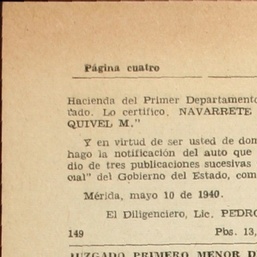 Página cuatro
Hacienda del Primer Departamento
tado. Lo certifico. NAVARRETE
QUIVEL M."
Y en virtud de ser usted de dom
hago la notificación del auto que
dio de tres publicaciones sucesivas
cial" del Gobierno del Estado, com
Mérida, mayo 10 de 1940.
El Diligenciero, Lic. PEDRO
149 Pbs. 13,
JUZGADO PRIMERO MENOR D